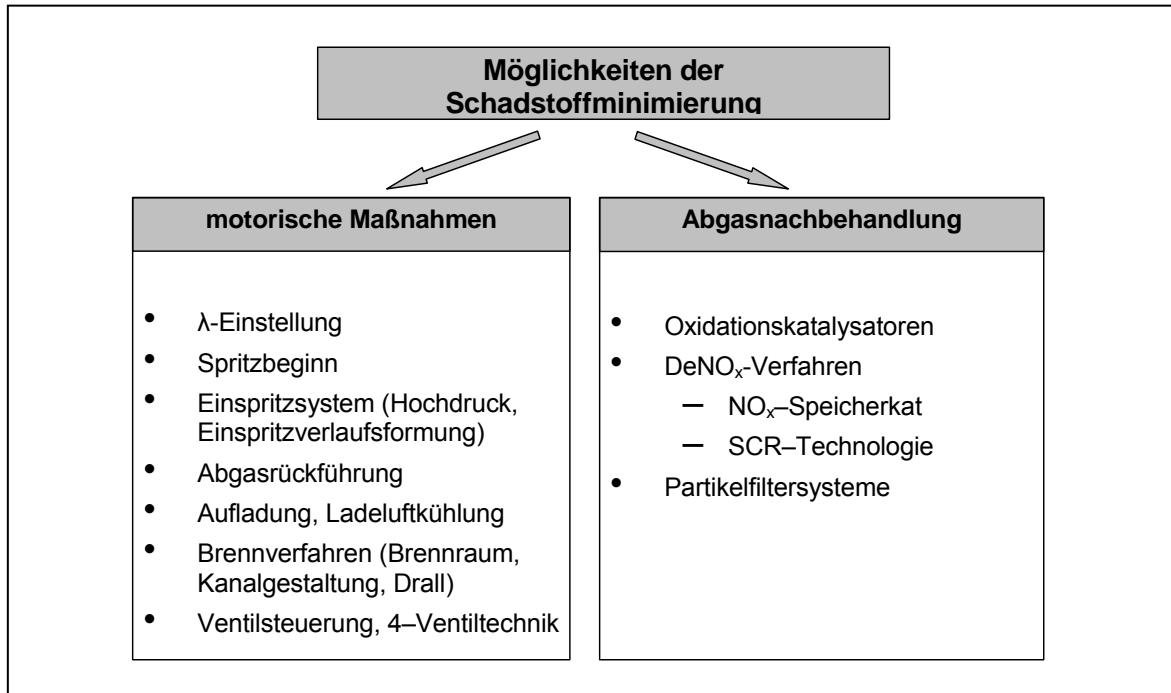 Möglichkeiten der
Schadstoffminimierung
motorische Maßnahmen
• λ-Einstellung
• Spritzbeginn
• Einspritzsystem (Hochdruck,
Einspritzverlaufsformung)
• Abgasrückführung
• Aufladung, Ladeluftkühlung
• Brennverfahren (Brennraum,
Kanalgestaltung, Drall)
• Ventilsteuerung, 4–Ventiltechnik
Abgasnachbehandlung
• Oxidationskatalysatoren
• DeNOₓ-Verfahren
— NOₓ–Speicherkat
— SCR–Technologie
• Partikelfiltersysteme